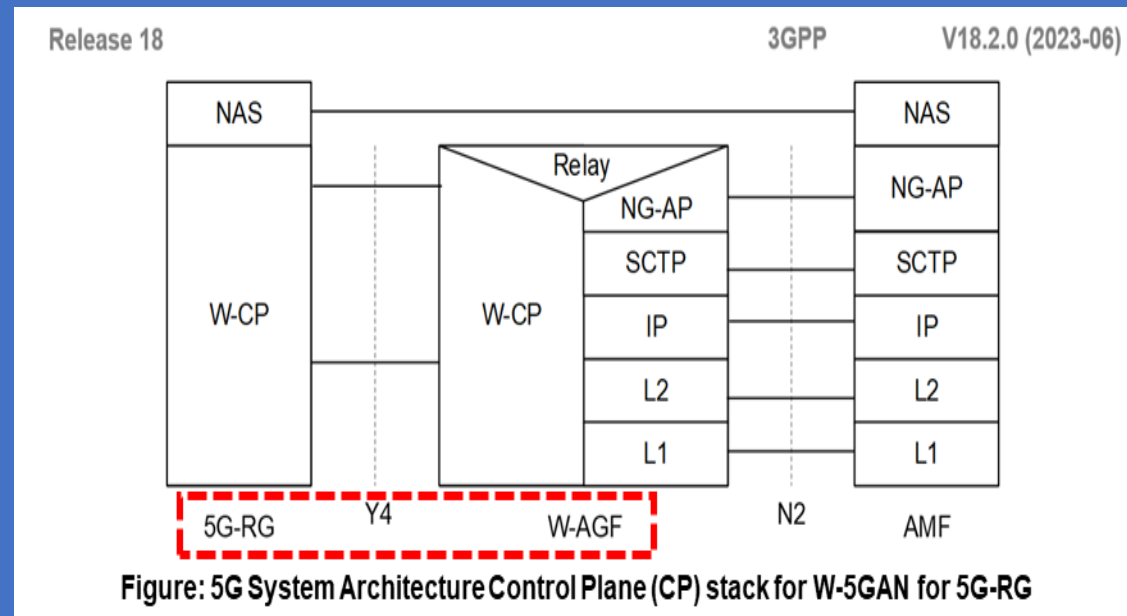 Release 18 3GPP V18.2.0 (2023-06)
NAS NAS
Relay
NG-AP NG-AP
SCTP SCTP
W-CP W-CP IP IP
L2 L2
L1 L1
5G-RG Y4 W-AGF N2 AMF
Figure: 5G System Architecture Control Plane (CP) stack for W-5GAN for 5G-RG